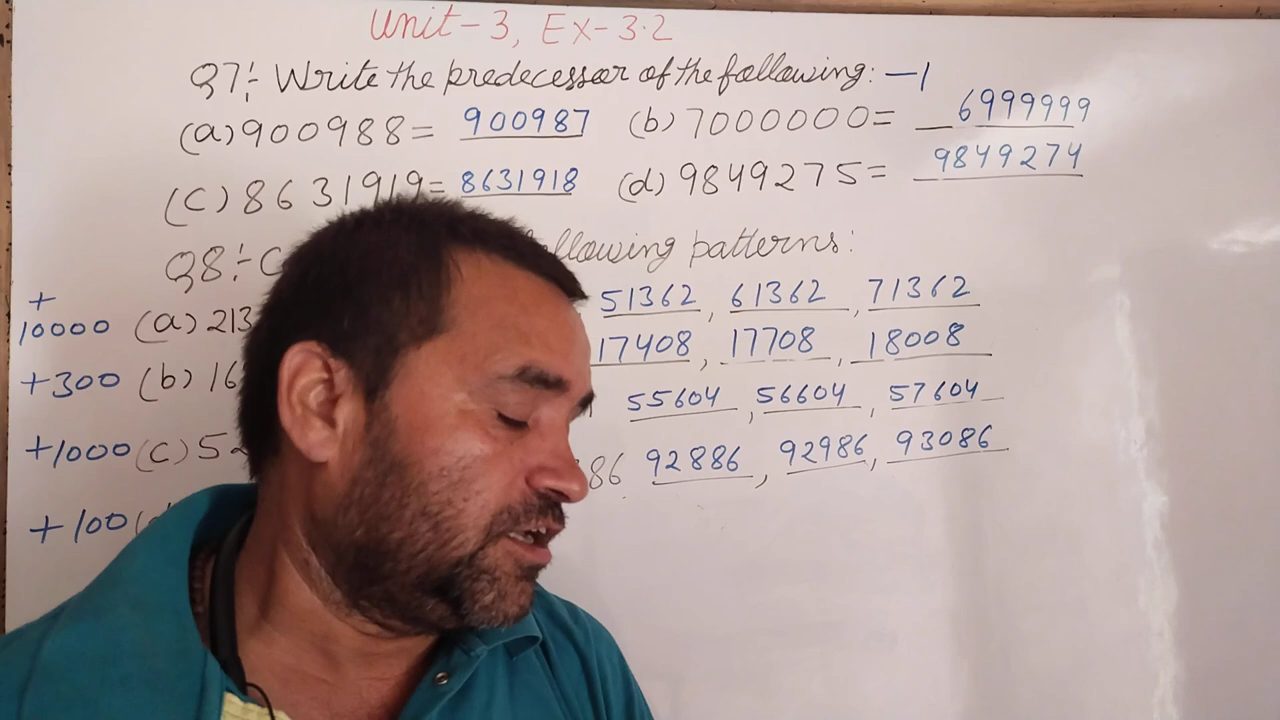 Unit-3, Ex-3.2
Q7:- Write the predecessor of the following: -1
(a) 900988= 900987 (b) 7000000= 6999999
(c) 8631919= 8631918 (d) 9849275= 9849274
Q8:- following patterns:
+10000 (a) 213 51362, 61362, 71362
+300 (b) 16 17408, 17708, 18008
+1000 (c) 52 55604, 56604, 57604
+100 86 92886, 92986, 93086